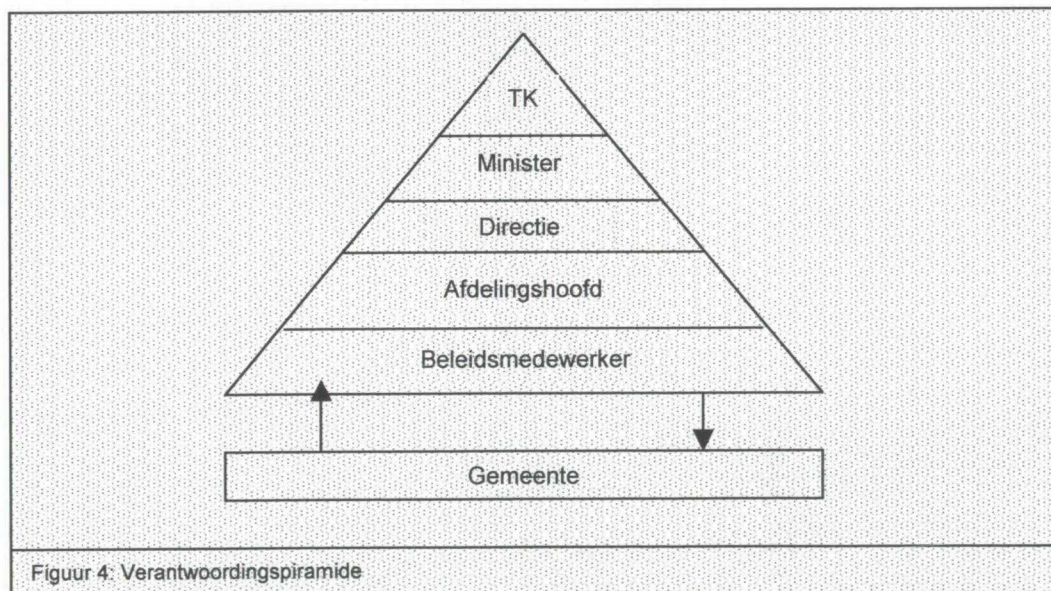 TK
Minister
Directie
Afdelingshoofd
Beleidsmedewerker
Gemeente
Figuur 4: Verantwoordingspiramide